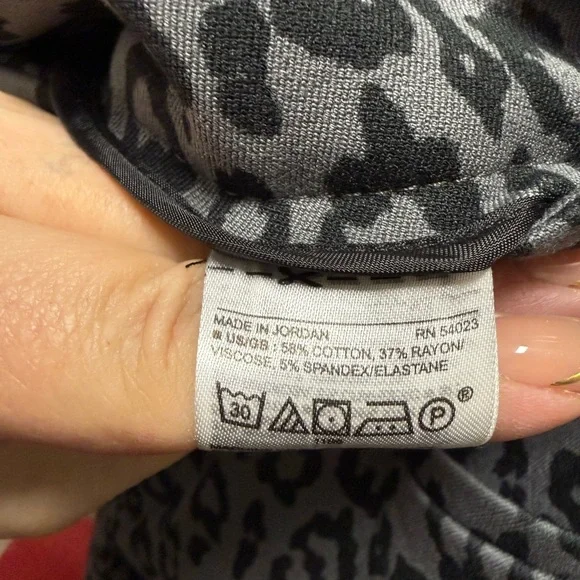 MADE IN JORDAN RN 54023
US/GB : 58% COTTON, 37% RAYON/
VISCOSE, 5% SPANDEX/ELASTANE
30 P ®